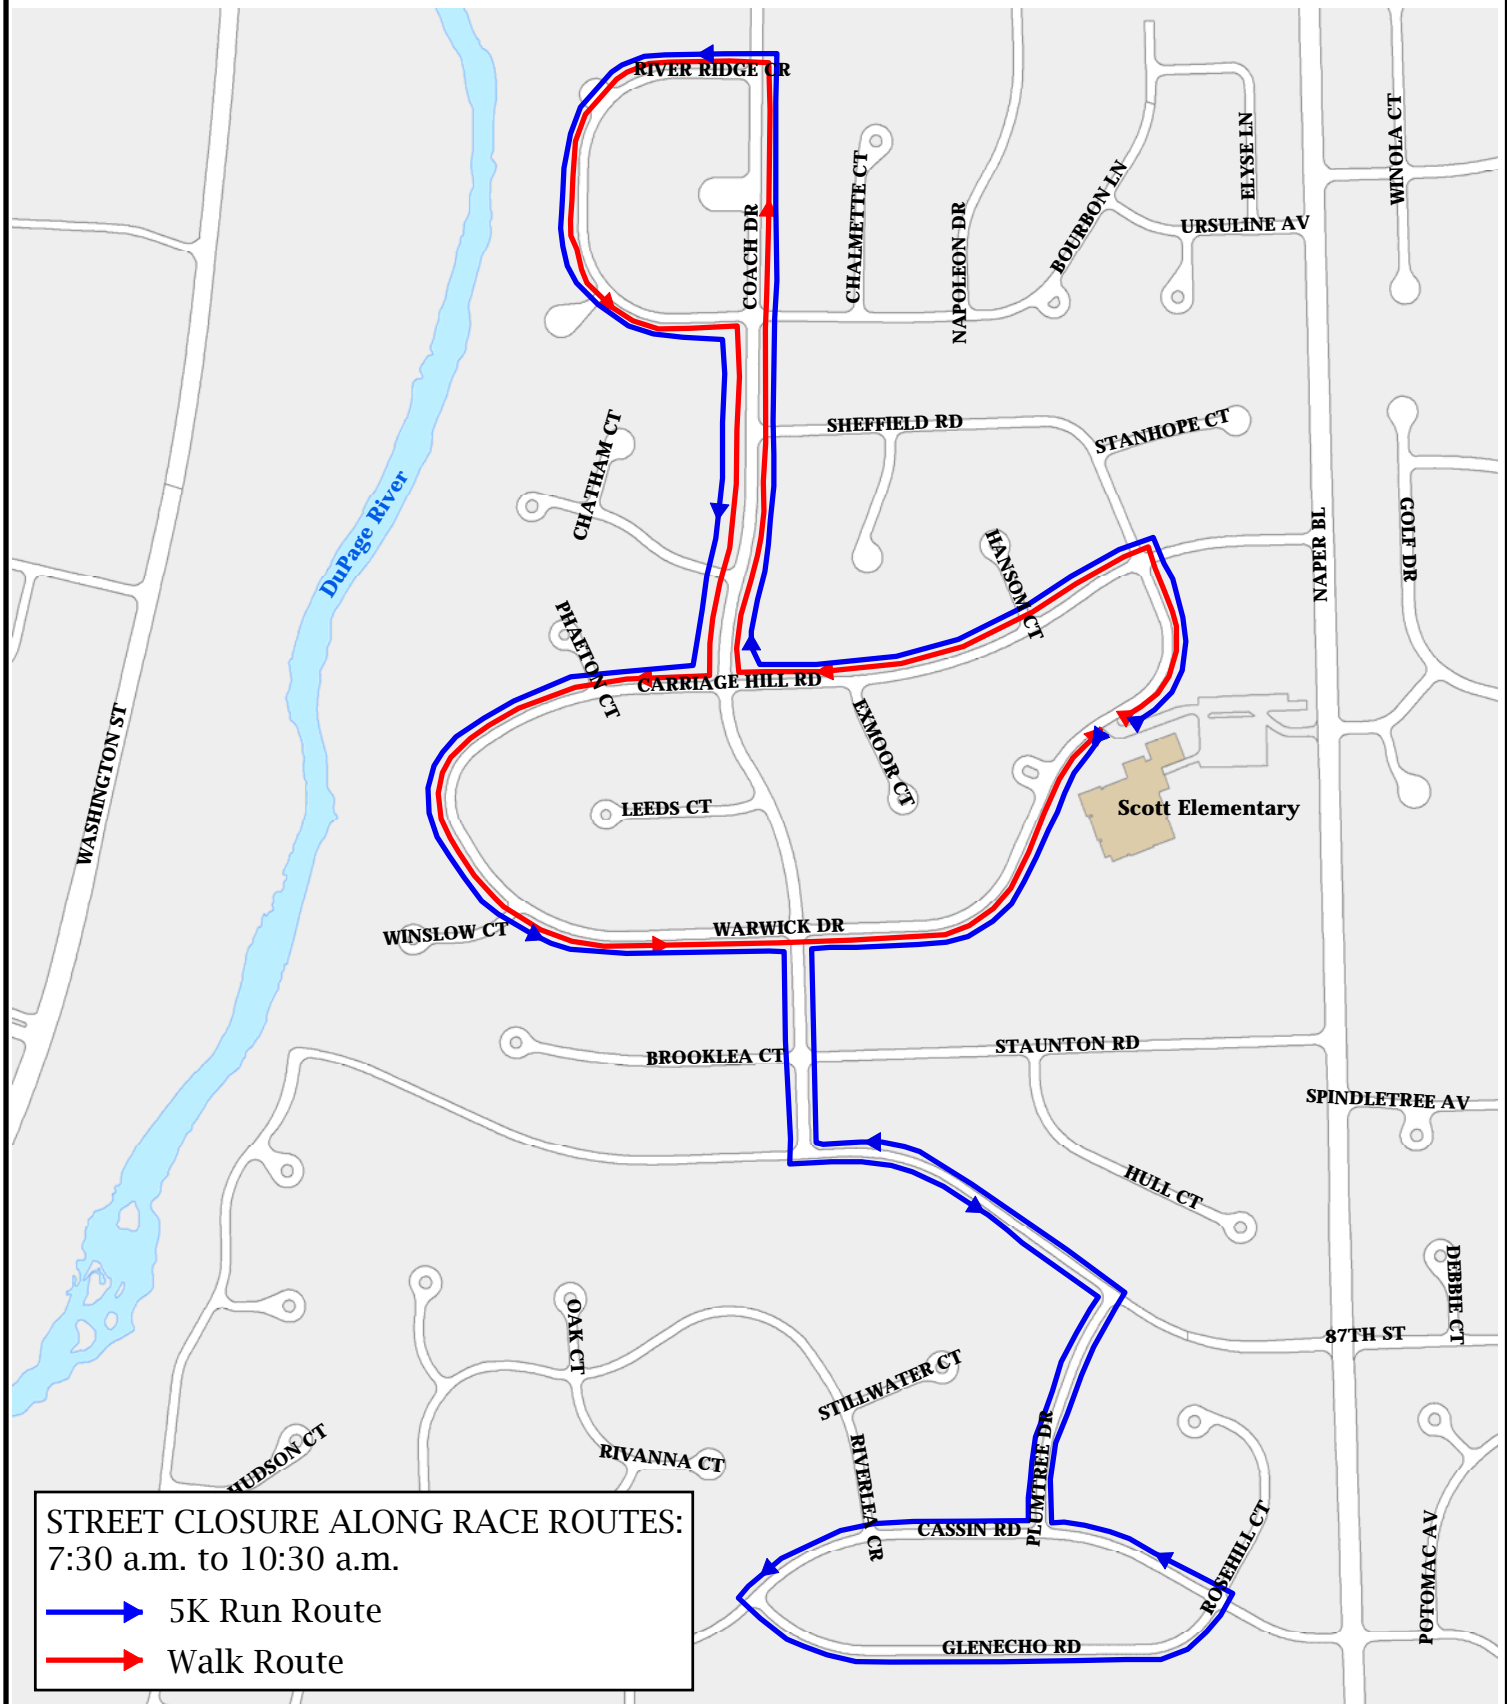 RIVER RIDGE CR
COACH DR
CHALMETTE CT
NAPOLEON DR
BOURBON LN
ELYSE LN
URSULINE AV
WINOLA CT
SHEFFIELD RD
STANHOPE CT
CHATHAM CT
DuPage River
HANSOM CT
NAPER BL
GOLF DR
PHAETON CT
CARRIAGE HILL RD
EXMOOR CT
WASHINGTON ST
LEEDS CT
Scott Elementary
WINSLOW CT
WARWICK DR
BROOKLEA CT
STAUNTON RD
SPINDLETREE AV
HULL CT
DEBBIE CT
87TH ST
OAK CT
STILLWATER CT
HUDSON CT
RIVANNA CT
RIVERLEA CR
PLUMTREE DR
CASSIN RD
ROSEHILL CT
POTOMAC AV
GLENECHO RD
STREET CLOSURE ALONG RACE ROUTES:
7:30 a.m. to 10:30 a.m.
5K Run Route
Walk Route